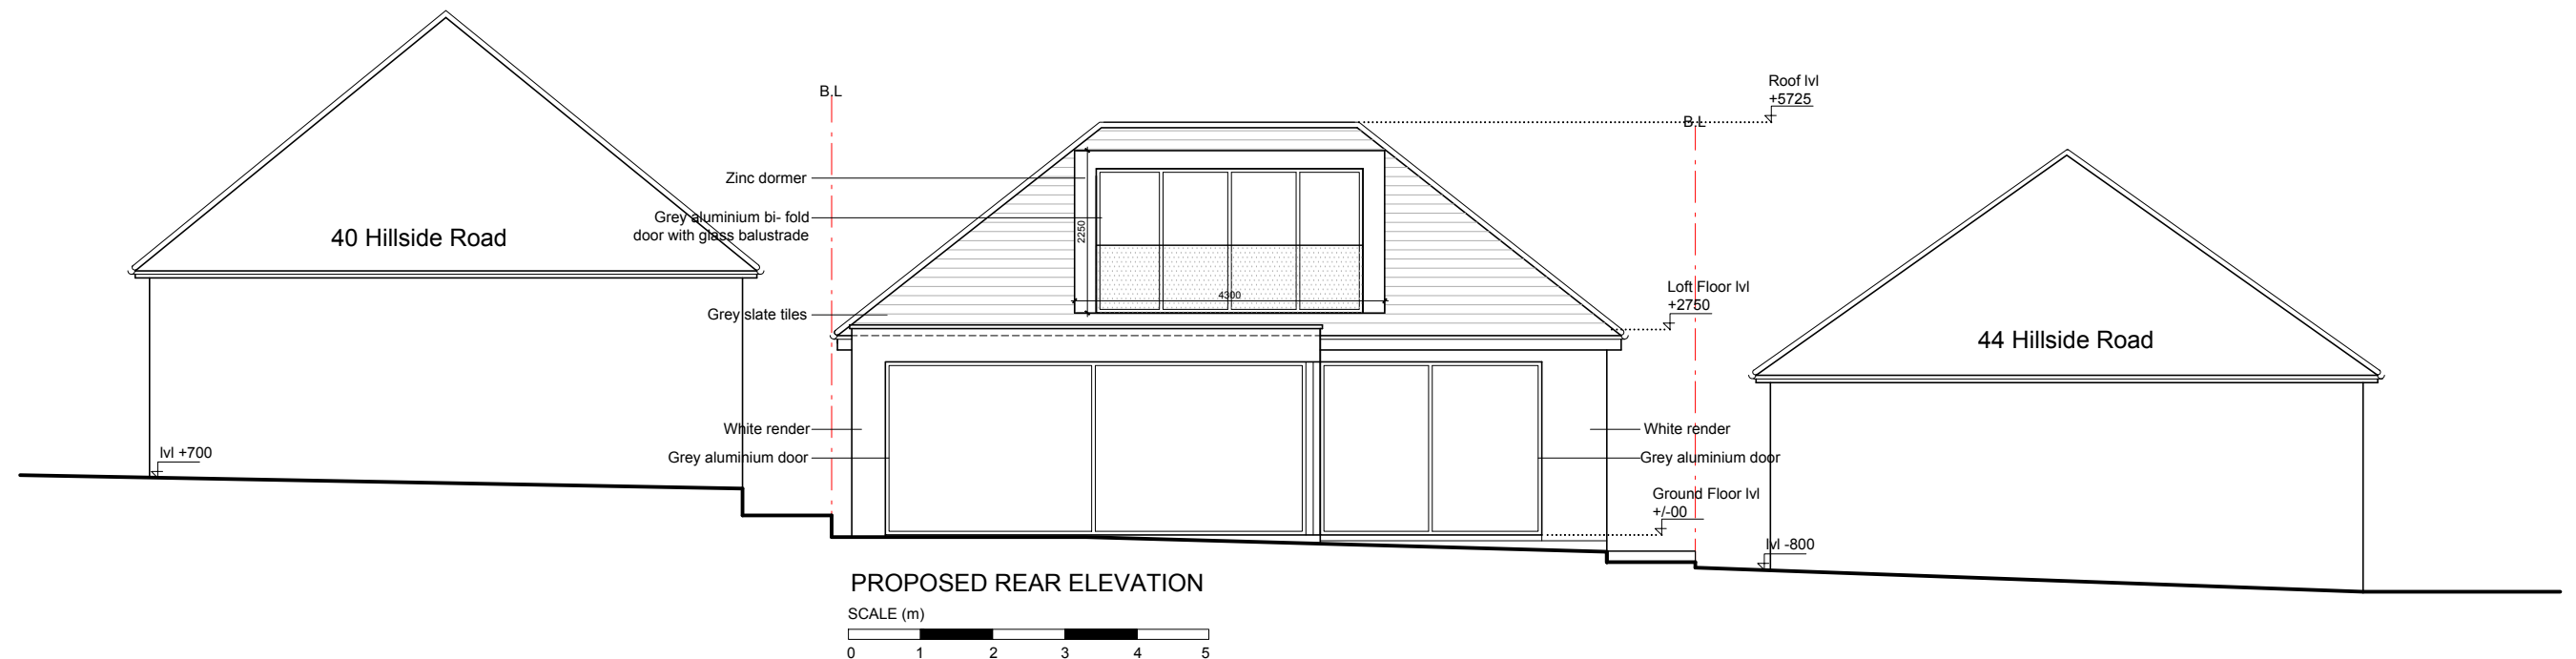 Roof lvl
+5725
B.L
B.L
Zinc dormer
Grey aluminium bi- fold
door with glass balustrade
2250
40 Hillside Road
Loft Floor lvl
+2750
4300
Grey slate tiles
44 Hillside Road
White render
White render
lvl +700
Grey aluminium door
Grey aluminium door
Ground Floor lvl
+/-00
lvl -800
PROPOSED REAR ELEVATION
SCALE (m)
0 1 2 3 4 5